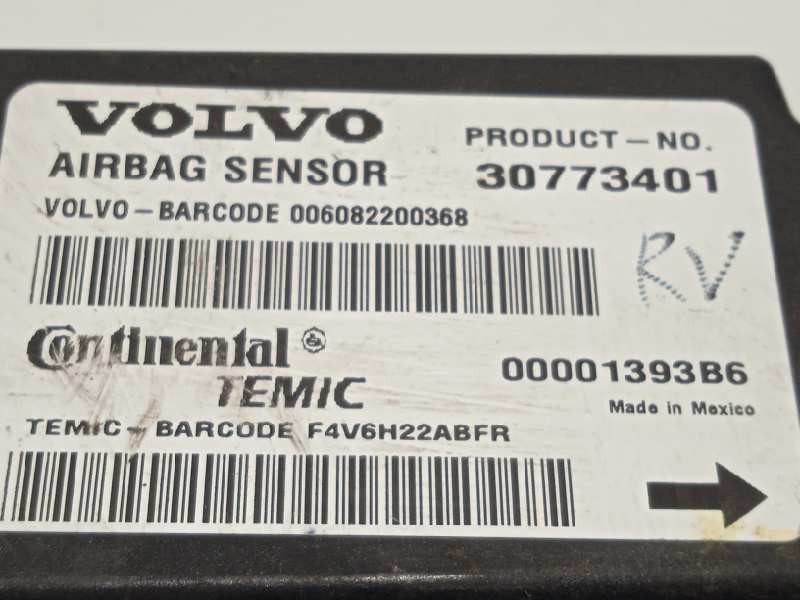 VOLVO
AIRBAG SENSOR
PRODUCT-NO.
30773401
VOLVO-BARCODE 006082200368
RV
Continental
TEMIC
00001393B6
Made in Mexico
TEMIC-BARCODE F4V6H22ABFR